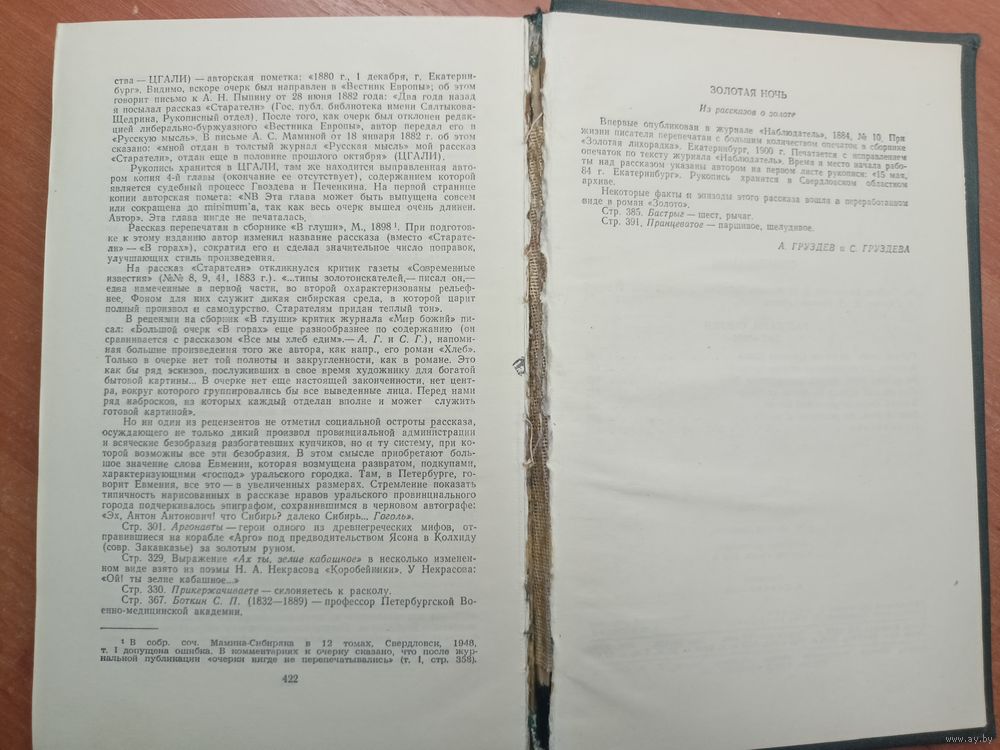 ства — ЦГАЛИ) — авторская пометка: «1880 г., 1 декабря, г. Екатерин-
бург». Видимо, вскоре очерк был направлен в «Вестник Европы»; об этом
говорит письмо к А. Н. Пыпину от 28 июня 1882 года: «Два года назад
я посылал рассказ «Старатели» (Гос. публ. библиотека имени Салтыкова-
Щедрина, Рукописный отдел). После того, как очерк был отклонен редак-
цией либерально-буржуазного «Вестника Европы», автор передал его в
«Русскую мысль». В письме А. С. Маминой от 18 января 1882 г. об этом
сказано: «мной отдан в толстый журнал «Русская мысль» мой рассказ
«Старатели», отдан еще в половине прошлого октября» (ЦГАЛИ).
Рукопись хранится в ЦГАЛИ, там же находится выправленная авто-
ром копия 4-й главы (окончание ее отсутствует), содержанием которой
является судебный процесс Гвоздева и Печенкина. На первой странице
копии авторская помета: «NB Эта глава может быть выпущена совсем
или сокращена до minimum'a, так как весь очерк вышел очень длинен.
Автор». Эта глава нигде не печаталась.
Рассказ перепечатан в сборнике «В глуши», М., 1898 ¹. При подготов-
ке к этому изданию автор изменил название рассказа (вместо «Старате-
ли» — «В горах»), сократил его и сделал значительное число поправок,
улучшающих стиль произведения.
На рассказ «Старатели» откликнулся критик газеты «Современные
известия» (№№ 8, 9, 41, 1883 г.). «...типы золотоискателей,— писал он,—
едва намеченные в первой части, во второй охарактеризованы рельеф-
нее. Фоном для них служит дикая сибирская среда, в которой царит
полный произвол и самодурство. Старателям придан теплый тон».
В рецензии на сборник «В глуши» критик журнала «Мир божий» пи-
сал: «Большой очерк «В горах» еще разнообразнее по содержанию (он
сравнивается с рассказом «Все мы хлеб едим».— А. Г. и С. Г.), напоми-
ная большие произведения того же автора, как напр., его роман «Хлеб».
Только в очерке нет той полноты и закругленности, как в романе. Это
как бы ряд эскизов, послуживших в свое время художнику для богатой
бытовой картины... В очерке нет еще настоящей законченности, нет цен-
тра, вокруг которого группировались бы все выведенные лица. Перед нами
ряд набросков, из которых каждый отделан вполне и может служить
готовой картиной».
Но ни один из рецензентов не отметил социальной остроты рассказа,
осуждающего не только дикий произвол провинциальной администрации
и всяческие безобразия разбогатевших купчиков, но и ту систему, при ко-
торой возможны все эти безобразия. В этом смысле приобретают боль-
шое значение слова Евмении, которая возмущена развратом, подкупами,
характеризующими «господ» уральского городка. Там, в Петербурге, го-
ворит Евмения, все это — в увеличенных размерах. Стремление показать
типичность нарисованных в рассказе нравов уральского провинциального
города подчеркивалось эпиграфом, сохранившимся в черновом автографе:
«Эх, Антон Антонович! что Сибирь? далеко Сибирь... Гоголь».
Стр. 301. Аргонавты — герои одного из древнегреческих мифов, от-
правившиеся на корабле «Арго» под предводительством Ясона в Колхиду
(совр. Закавказье) за золотым руном.
Стр. 329. Выражение «Ах ты, зелие кабашное» в несколько изменен-
ном виде взято из поэмы Н. А. Некрасова «Коробейники». У Некрасова:
«Ой! ты зелие кабашное...»
Стр. 330. Прикержачиваете — склоняетесь к расколу.
Стр. 367. Боткин С. П. (1832—1889) — профессор Петербургской Во-
енно-медицинской академии.
¹ В собр. соч. Мамина-Сибиряка в 12 томах, Свердловск, 1948,
т. I допущена ошибка. В комментариях к очерку сказано, что после жур-
нальной публикации «очерки нигде не перепечатывались» (т. I, стр. 358).
422
ЗОЛОТАЯ НОЧЬ
Из рассказов о золоте
Впервые опубликован в журнале «Наблюдатель», 1884, № 10. При
жизни писателя перепечатан с большим количеством опечаток в сборнике
«Золотая лихорадка». Екатеринбург, 1900 г. Печатается с исправлением
опечаток по тексту журнала «Наблюдатель». Время и место начала рабо-
ты над рассказом указаны автором на первом листе рукописи: «15 мая,
84 г. Екатеринбург». Рукопись хранится в Свердловском областном
архиве.
Некоторые факты и эпизоды этого рассказа вошли в переработанном
виде в роман «Золото».
Стр. 385. Бастрыг — шест, рычаг.
Стр. 391. Пранцеватое — паршивое, шелудивое.
А. ГРУЗДЕВ и С. ГРУЗДЕВА
www.ay.by